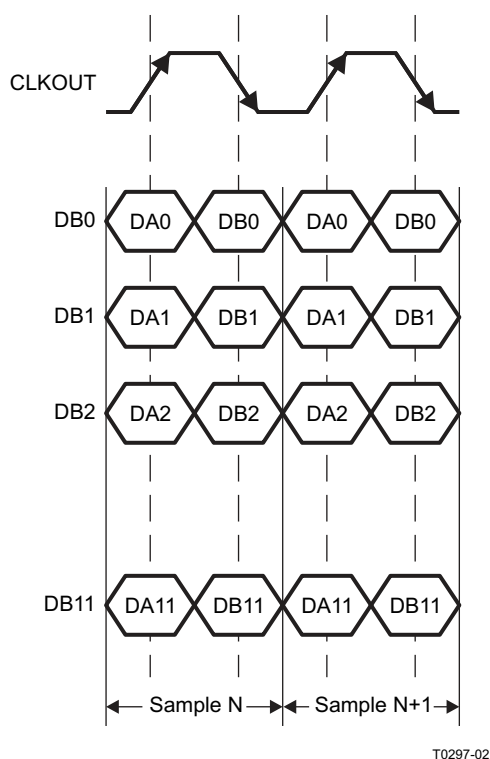 CLKOUT
DB0 DA0 DB0 DA0 DB0
DB1 DA1 DB1 DA1 DB1
DB2 DA2 DB2 DA2 DB2
DB11 DA11 DB11 DA11 DB11
Sample N Sample N+1
T0297-02